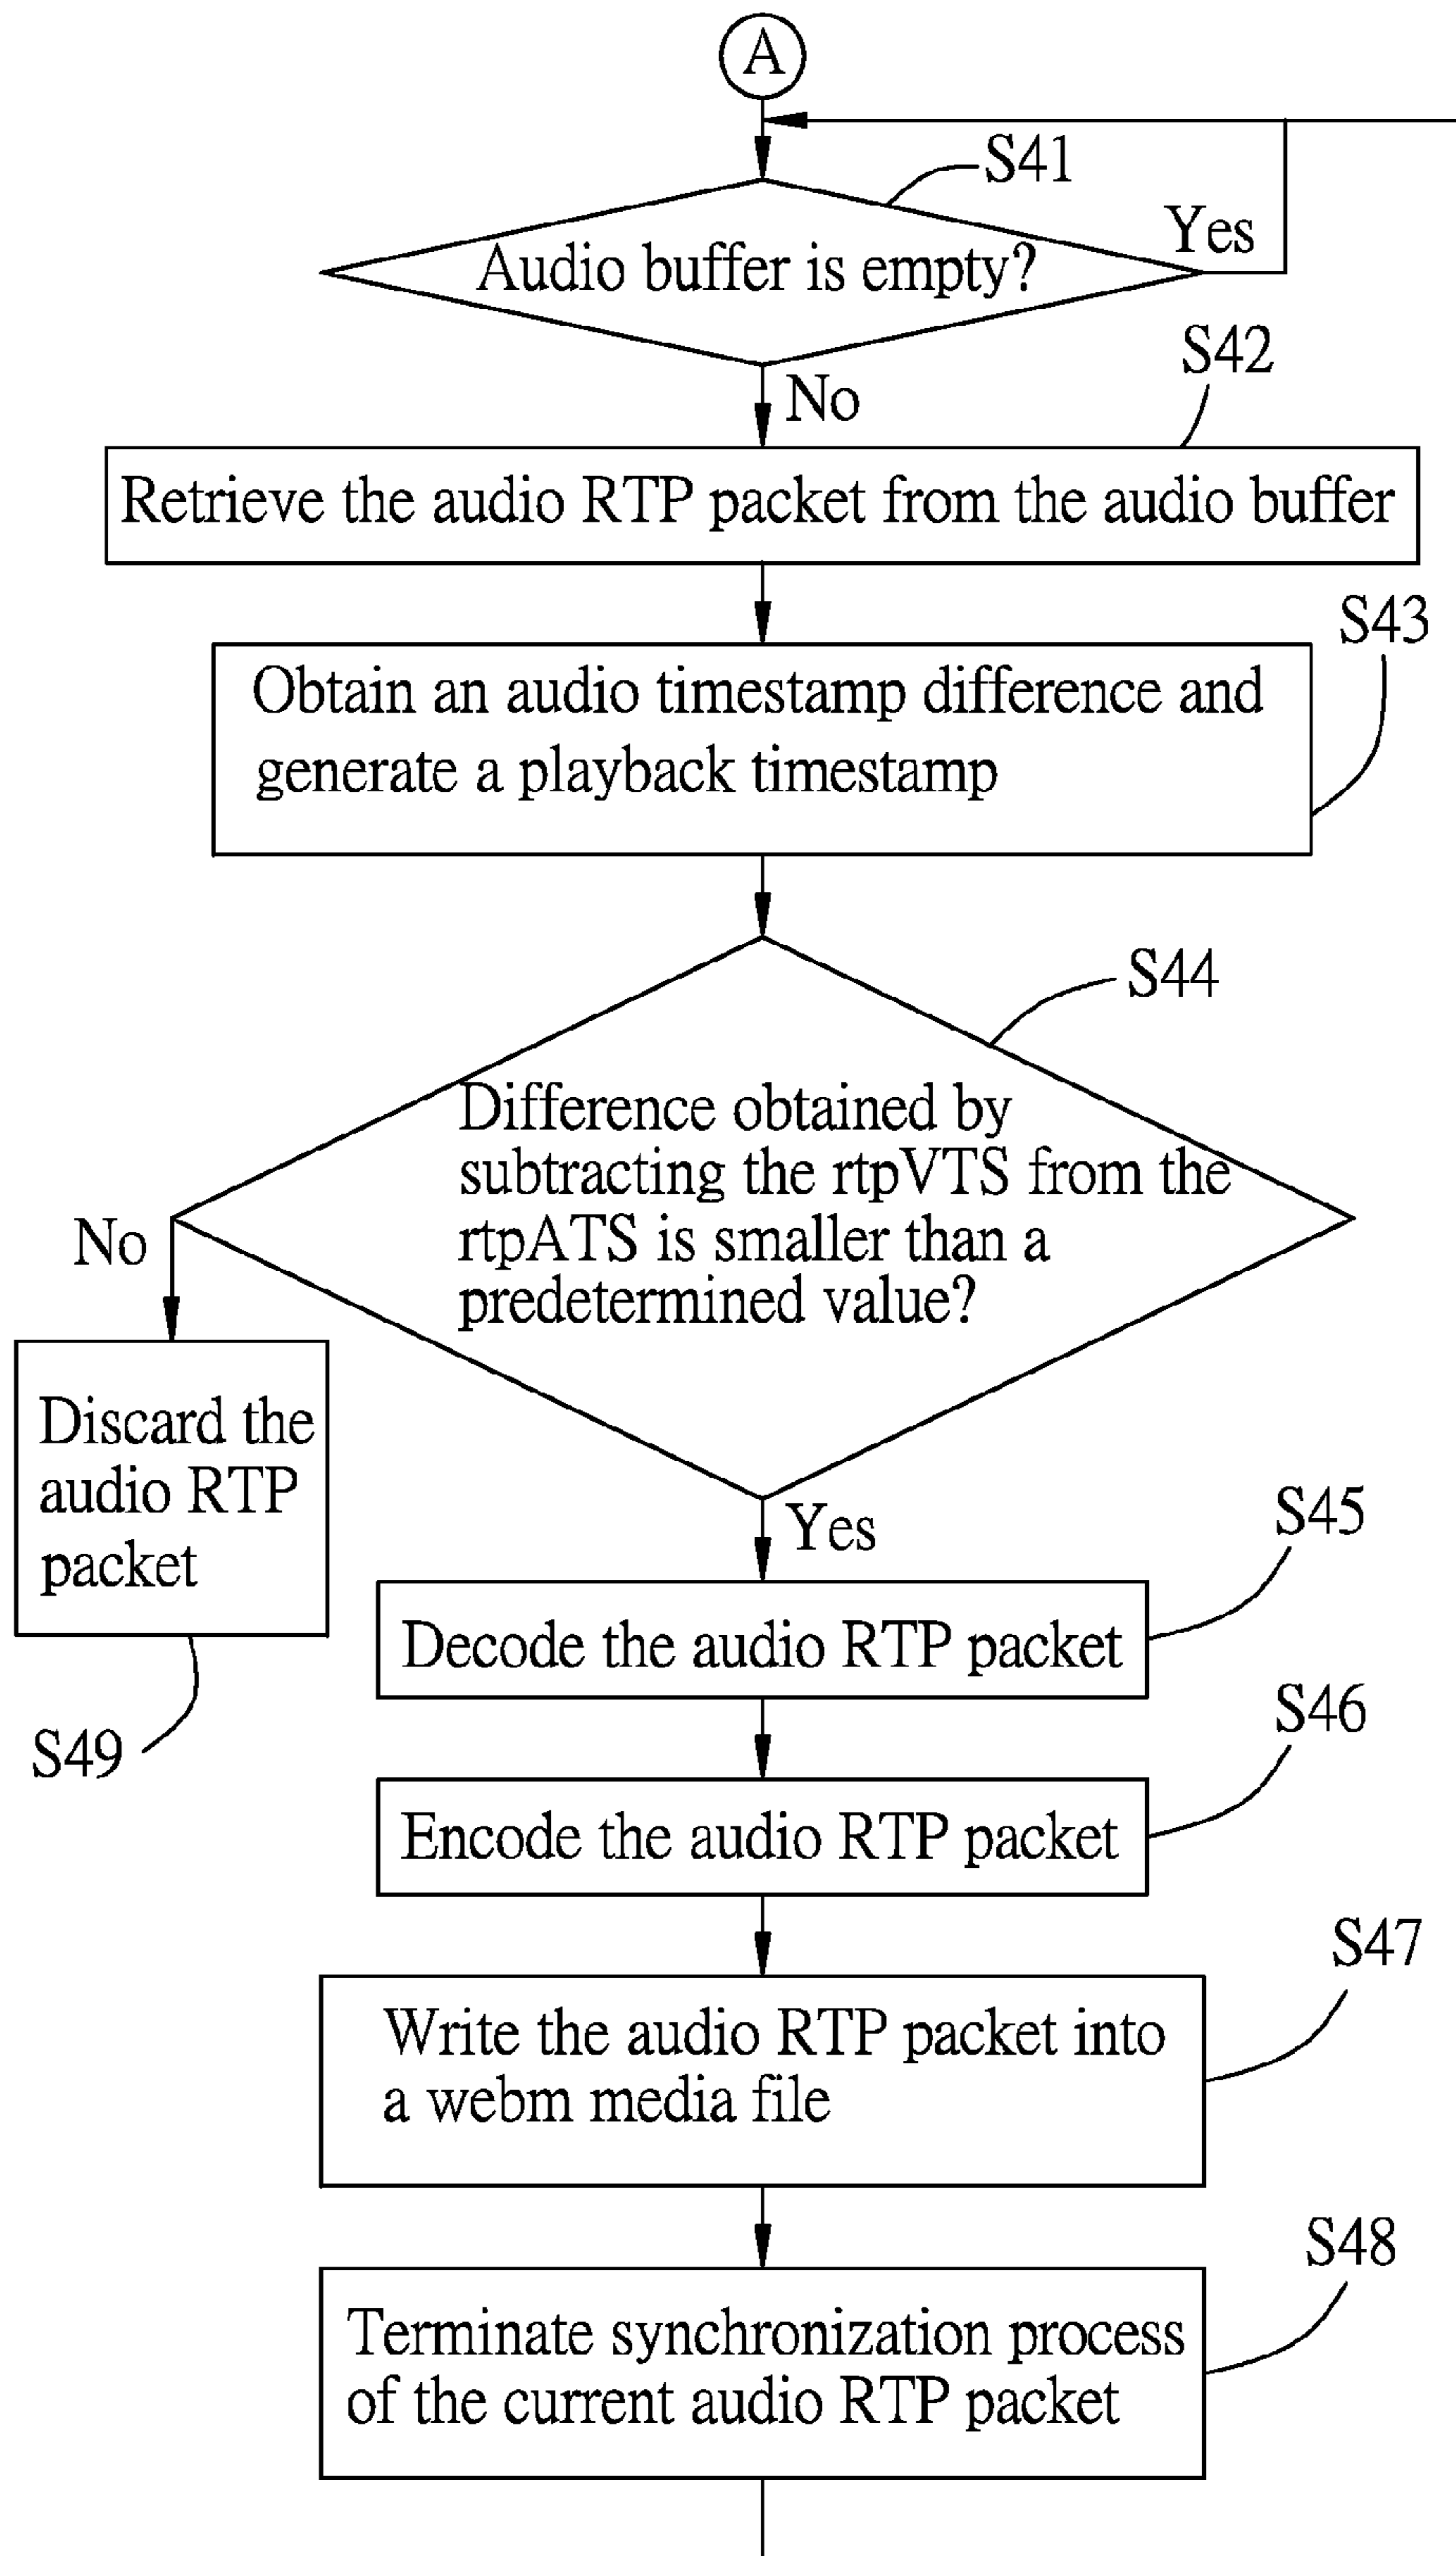 A
S41
Yes
Audio buffer is empty?
S42
No
Retrieve the audio RTP packet from the audio buffer
S43
Obtain an audio timestamp difference and
generate a playback timestamp
S44
Difference obtained by
subtracting the rtpVTS from the
rtpATS is smaller than a
predetermined value?
No
Discard the
audio RTP
packet
S49
Yes
S45
Decode the audio RTP packet
S46
Encode the audio RTP packet
S47
Write the audio RTP packet into
a webm media file
S48
Terminate synchronization process
of the current audio RTP packet